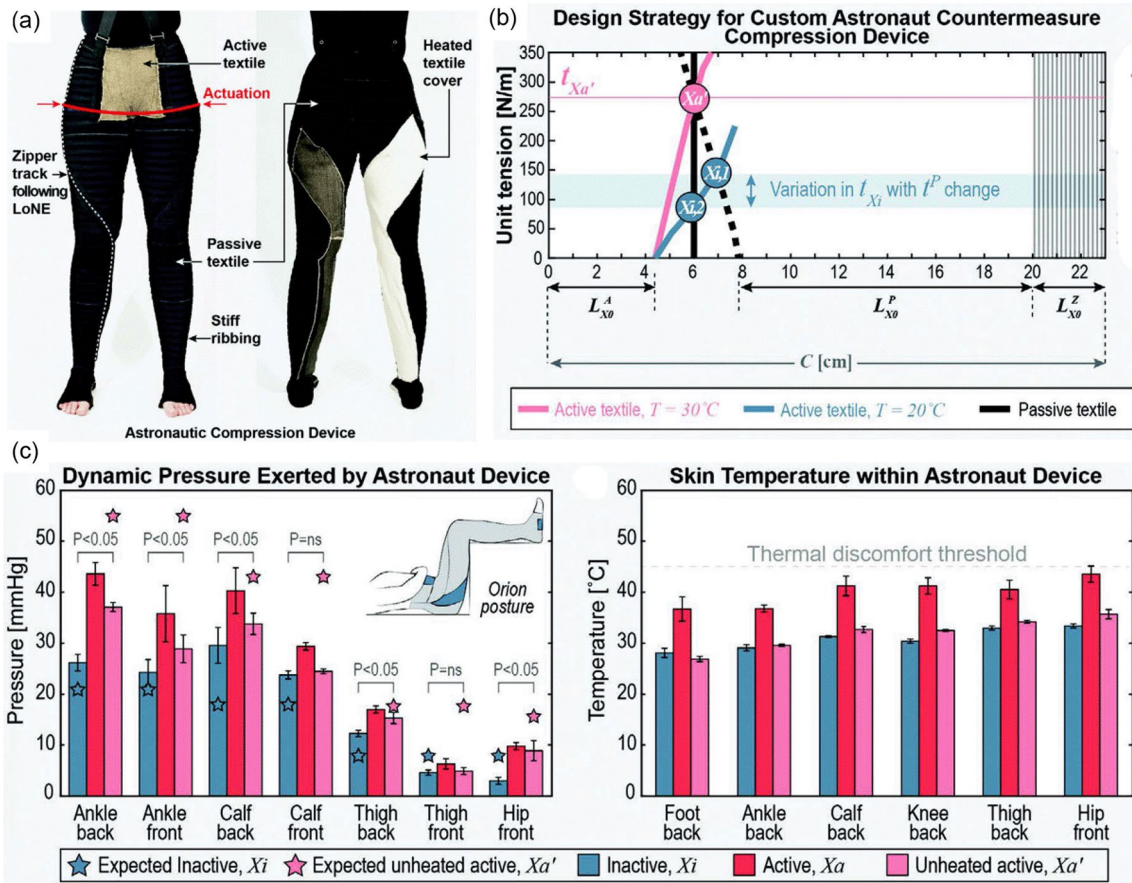 (a)
Active
textile
Heated
textile
cover
Actuation
Zipper
track
following
LoNE
Passive
textile
Stiff
ribbing
Astronautic Compression Device
(b)
Design Strategy for Custom Astronaut Countermeasure
Compression Device
Unit tension [N/m]
350
300
250
200
150
100
50
0
t_Xa'
Xa'
Xi,1
Xi,2
Variation in t_Xi with t^P change
0 2 4 6 8 10 12 14 16 18 20 22
L^A_X0
L^P_X0
L^Z_X0
C [cm]
Active textile, T = 30°C Active textile, T = 20°C Passive textile
(c)
Dynamic Pressure Exerted by Astronaut Device
Pressure [mmHg]
60
50
40
30
20
10
0
P<0.05 P<0.05 P<0.05 P=ns
P<0.05 P=ns P<0.05
Orion
posture
Ankle back
Ankle front
Calf back
Calf front
Thigh back
Thigh front
Hip front
Skin Temperature within Astronaut Device
Temperature [°C]
60
50
40
30
20
10
0
Thermal discomfort threshold
Foot back
Ankle back
Calf back
Knee back
Thigh back
Hip front
Expected Inactive, Xi Expected unheated active, Xa' Inactive, Xi Active, Xa Unheated active, Xa'